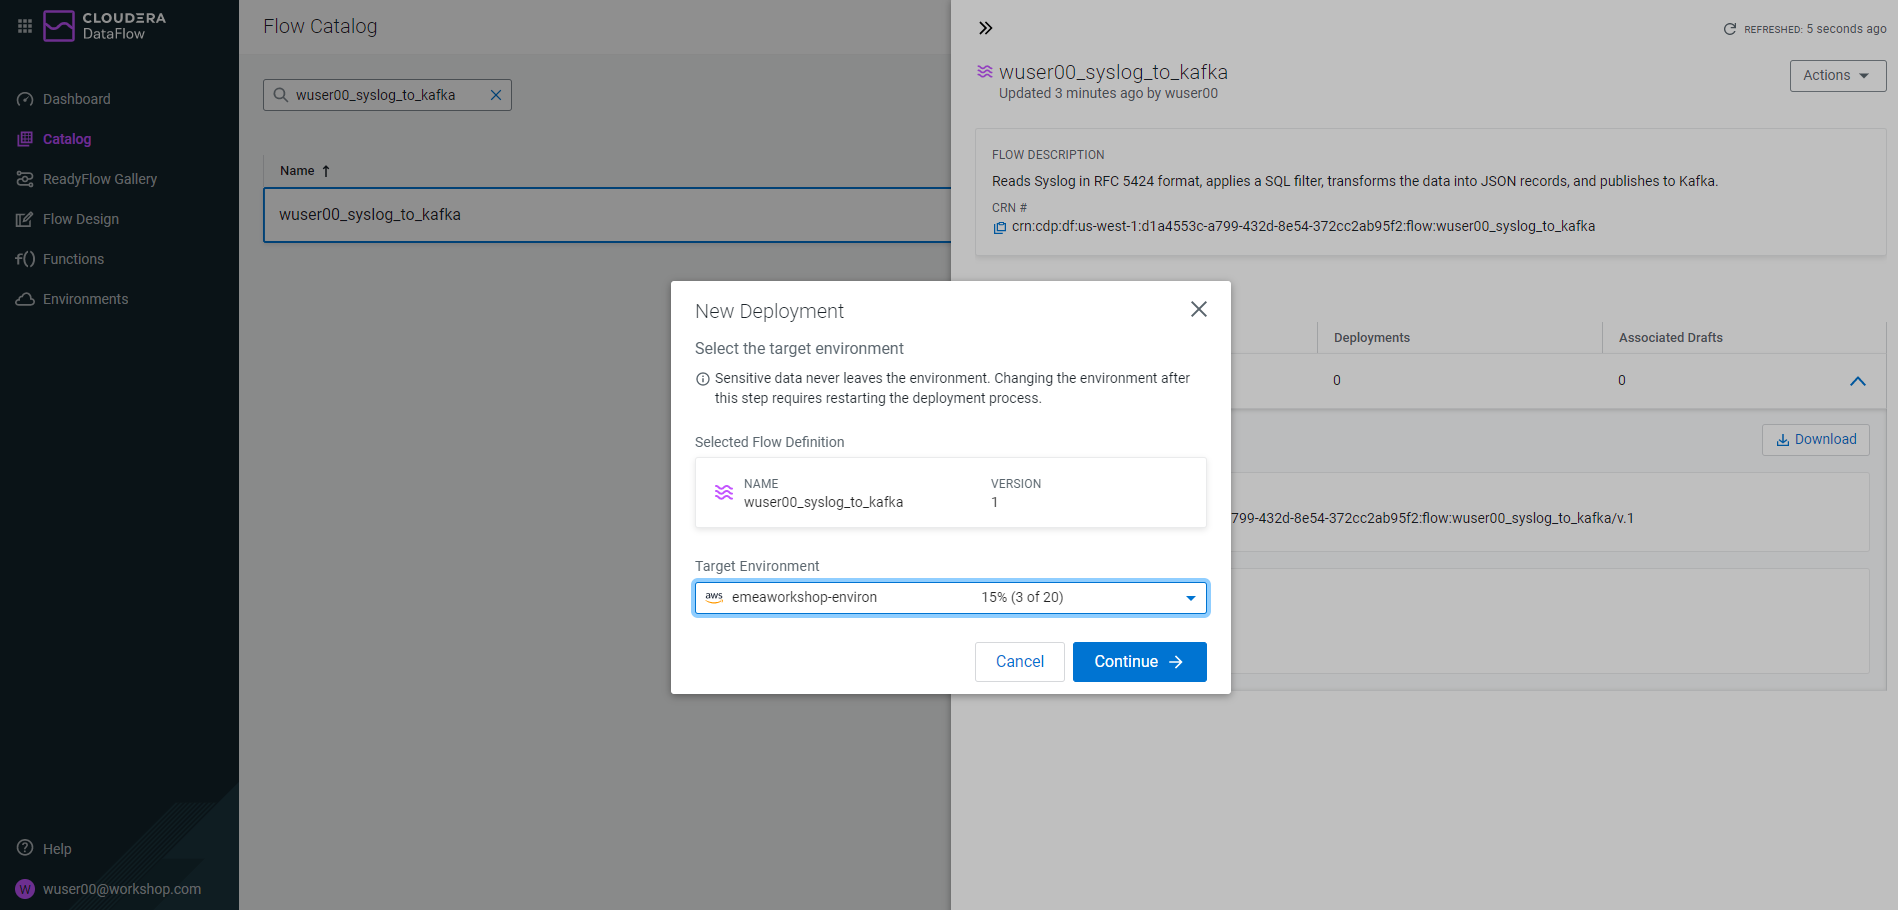 CLOUDERA
DataFlow
Dashboard
Catalog
ReadyFlow Gallery
Flow Design
Functions
Environments
Help
W
wuser00@workshop.com
Flow Catalog
wuser00_syslog_to_kafka
Name
wuser00_syslog_to_kafka
REFRESHED: 5 seconds ago
wuser00_syslog_to_kafka
Updated 3 minutes ago by wuser00
Actions
FLOW DESCRIPTION
Reads Syslog in RFC 5424 format, applies a SQL filter, transforms the data into JSON records, and publishes to Kafka.
CRN #
crn:cdp:df:us-west-1:d1a4553c-a799-432d-8e54-372cc2ab95f2:flow:wuser00_syslog_to_kafka
Deployments Associated Drafts
0 0
Download
799-432d-8e54-372cc2ab95f2:flow:wuser00_syslog_to_kafka/v.1
New Deployment
Select the target environment
Sensitive data never leaves the environment. Changing the environment after
this step requires restarting the deployment process.
Selected Flow Definition
NAME VERSION
wuser00_syslog_to_kafka 1
Target Environment
aws emeaworkshop-environ 15% (3 of 20)
Cancel Continue